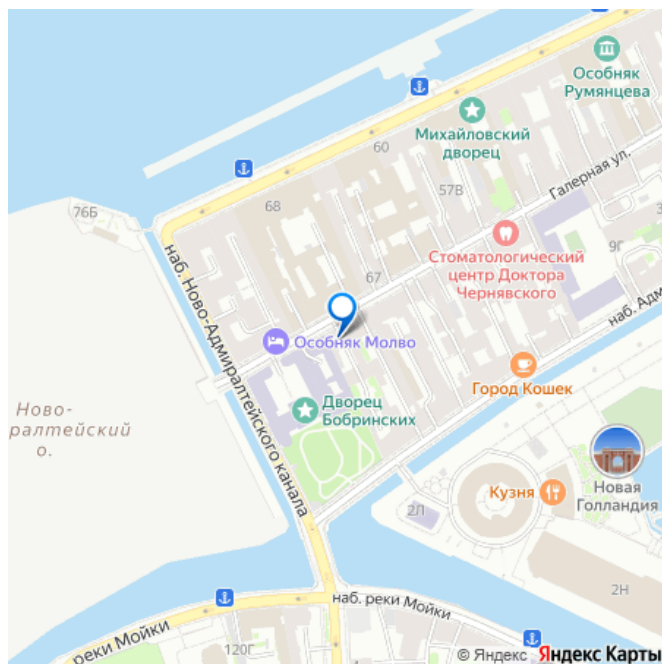 Особняк
Румянцева
Михайловский
дворец
60
57В
Галерная ул.
76Б
68
Стоматологический
центр Доктора
Чернявского
9Г
67
наб. Адм
наб. Ново-Адмиралтейского канала
Особняк Молво
Город Кошек
Дворец
Бобринских
Ново-
ралтейский
о.
Кузня
Новая
Голландия
2Л
2Н
наб. реки Мойки
реки Мойки
120Г
© Яндекс
Яндекс Карты